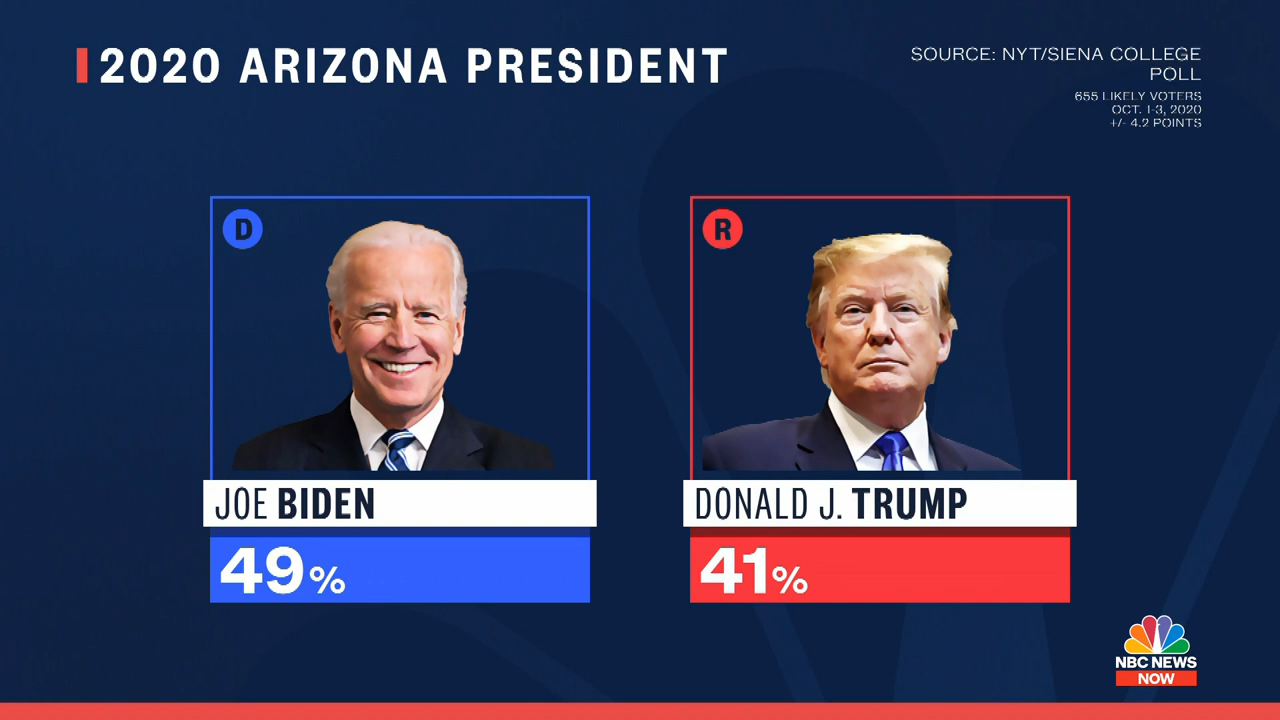 2020 ARIZONA PRESIDENT
SOURCE: NYT/SIENA COLLEGE
POLL
655 LIKELY VOTERS
OCT. 1-3, 2020
+/- 4.2 POINTS
D
R
JOE BIDEN
DONALD J. TRUMP
49%
41%
NBC NEWS
NOW